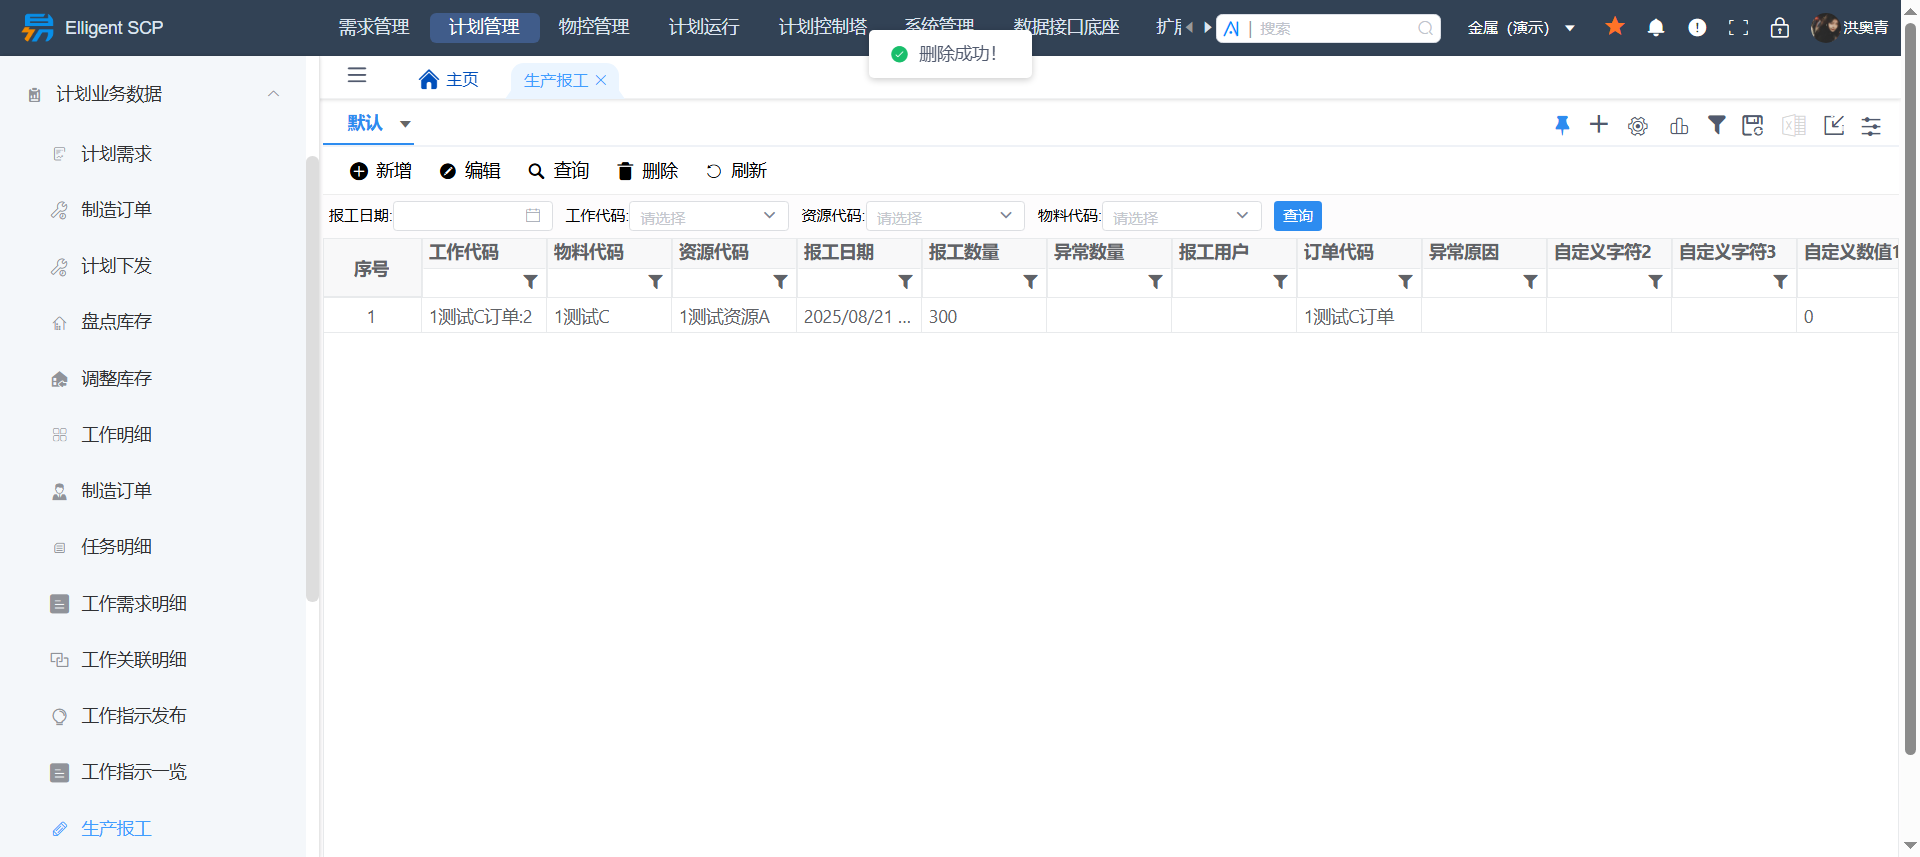 Elligent SCP
需求管理 计划管理 物控管理 计划运行 计划控制塔 系统管理 数据接口底座
搜索
金属 (演示)
洪奥青
删除成功!
计划业务数据
计划需求
制造订单
计划下发
盘点库存
调整库存
工作明细
制造订单
任务明细
工作需求明细
工作关联明细
工作指示发布
工作指示一览
生产报工
主页 生产报工
默认
新增 编辑 查询 删除 刷新
报工日期: 工作代码: 请选择 资源代码: 请选择 物料代码: 请选择 查询
序号 工作代码 物料代码 资源代码 报工日期 报工数量 异常数量 报工用户 订单代码 异常原因 自定义字符2 自定义字符3 自定义数值1
1 1测试C订单:2 1测试C 1测试资源A 2025/08/21 ... 300 1测试C订单 0